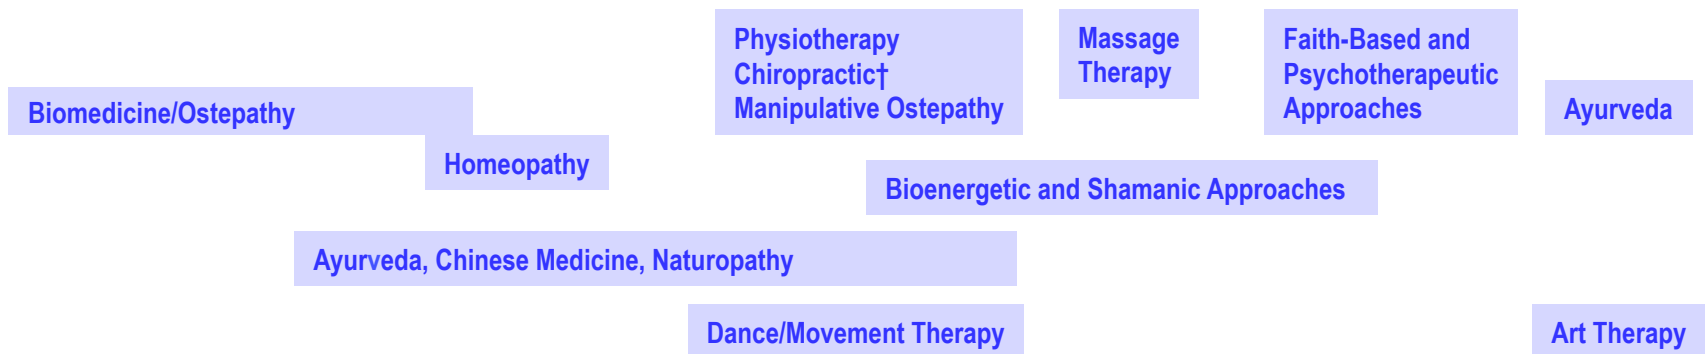 Physiotherapy
Chiropractic†
Manipulative Ostepathy
Massage
Therapy
Faith-Based and
Psychotherapeutic
Approaches
Biomedicine/Ostepathy
Ayurveda
Homeopathy
Bioenergetic and Shamanic Approaches
Ayurveda, Chinese Medicine, Naturopathy
Dance/Movement Therapy
Art Therapy